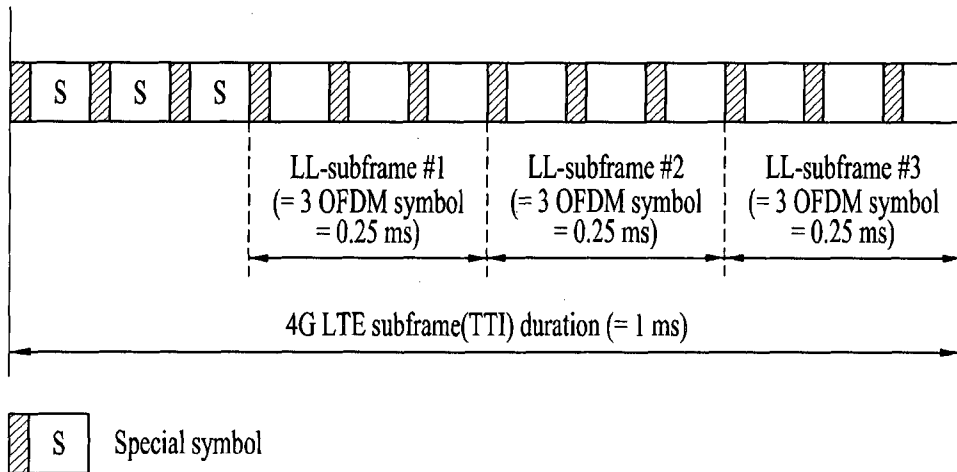 S S S
LL-subframe #1
(= 3 OFDM symbol
= 0.25 ms)
LL-subframe #2
(= 3 OFDM symbol
= 0.25 ms)
LL-subframe #3
(= 3 OFDM symbol
= 0.25 ms)
4G LTE subframe(TTI) duration (= 1 ms)
S Special symbol